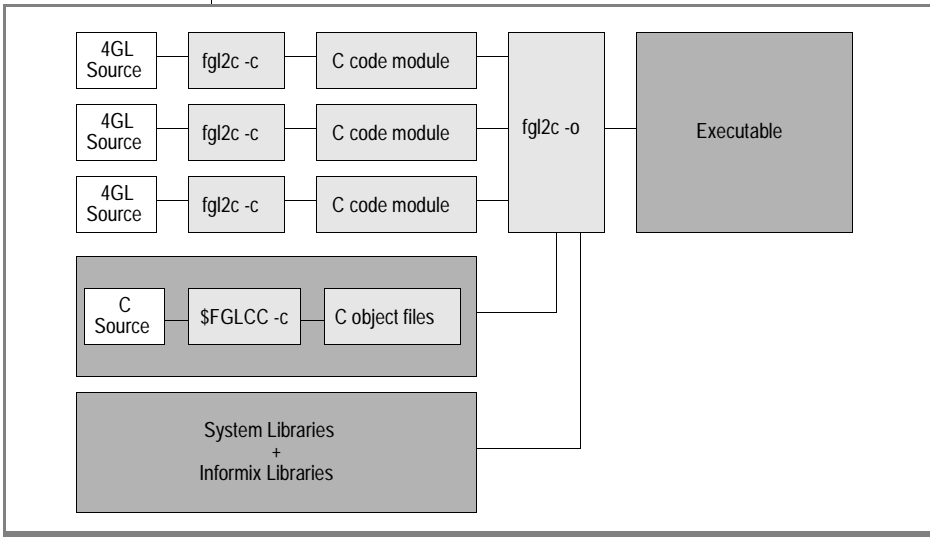 4GL
Source
fgl2c -c
C code module
4GL
Source
fgl2c -c
C code module
fgl2c -o
Executable
4GL
Source
fgl2c -c
C code module
C
Source
$FGLCC -c
C object files
System Libraries
+
Informix Libraries